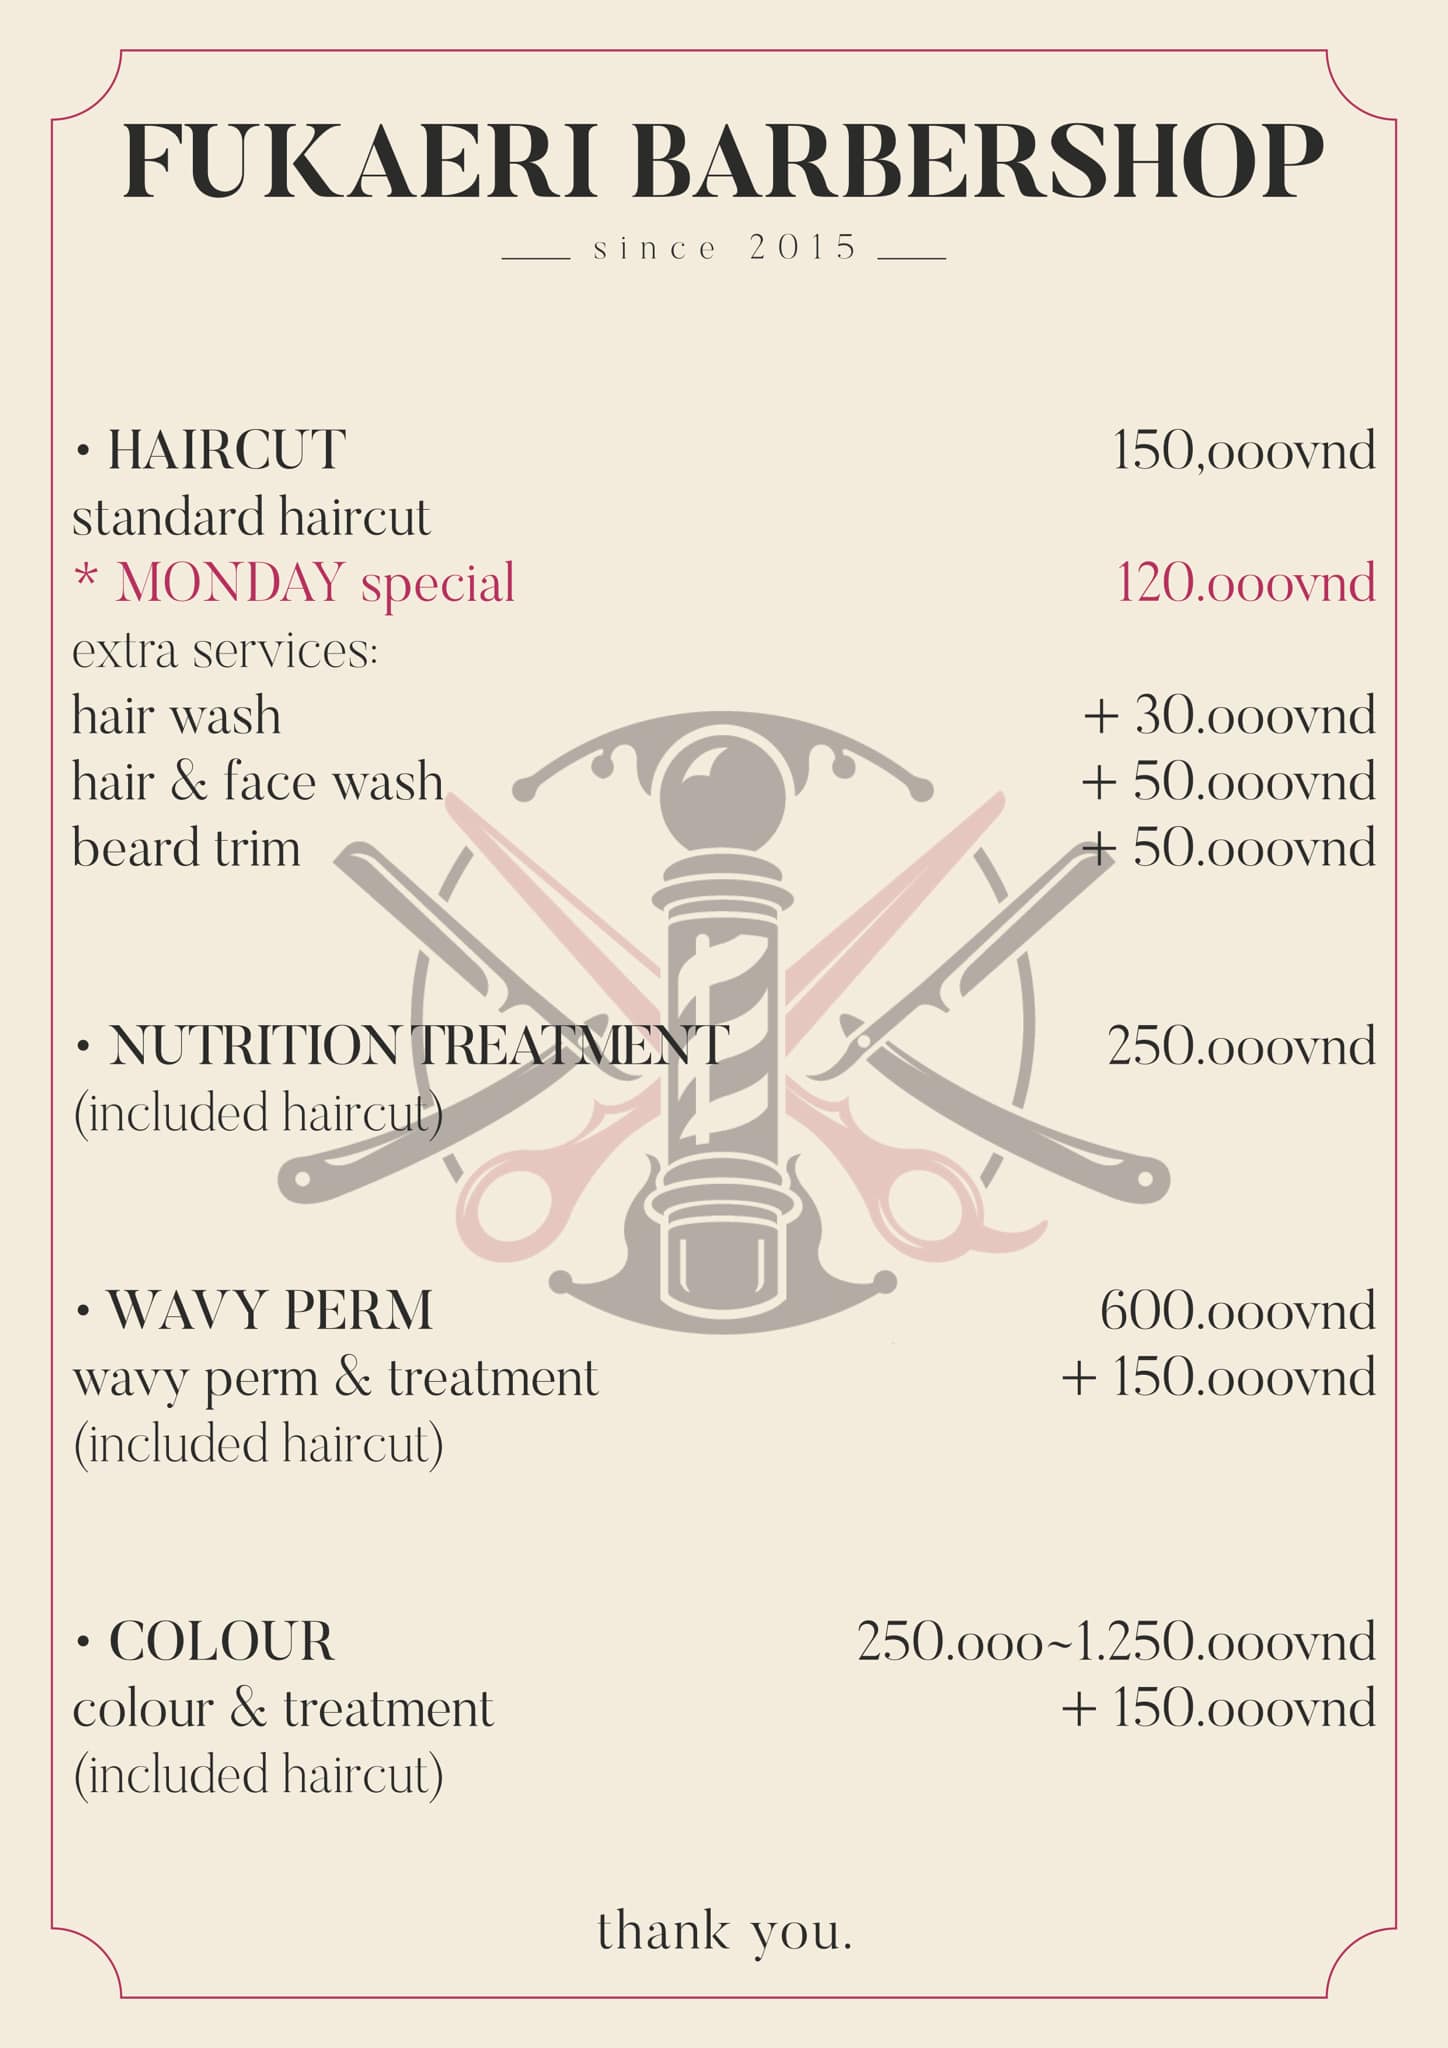 FUKAERI BARBERSHOP
since 2015
• HAIRCUT 150,000vnd
standard haircut
* MONDAY special 120.000vnd
extra services:
hair wash + 30.000vnd
hair & face wash + 50.000vnd
beard trim + 50.000vnd
• NUTRITION TREATMENT 250.000vnd
(included haircut)
• WAVY PERM 600.000vnd
wavy perm & treatment + 150.000vnd
(included haircut)
• COLOUR 250.000~1.250.000vnd
colour & treatment + 150.000vnd
(included haircut)
thank you.